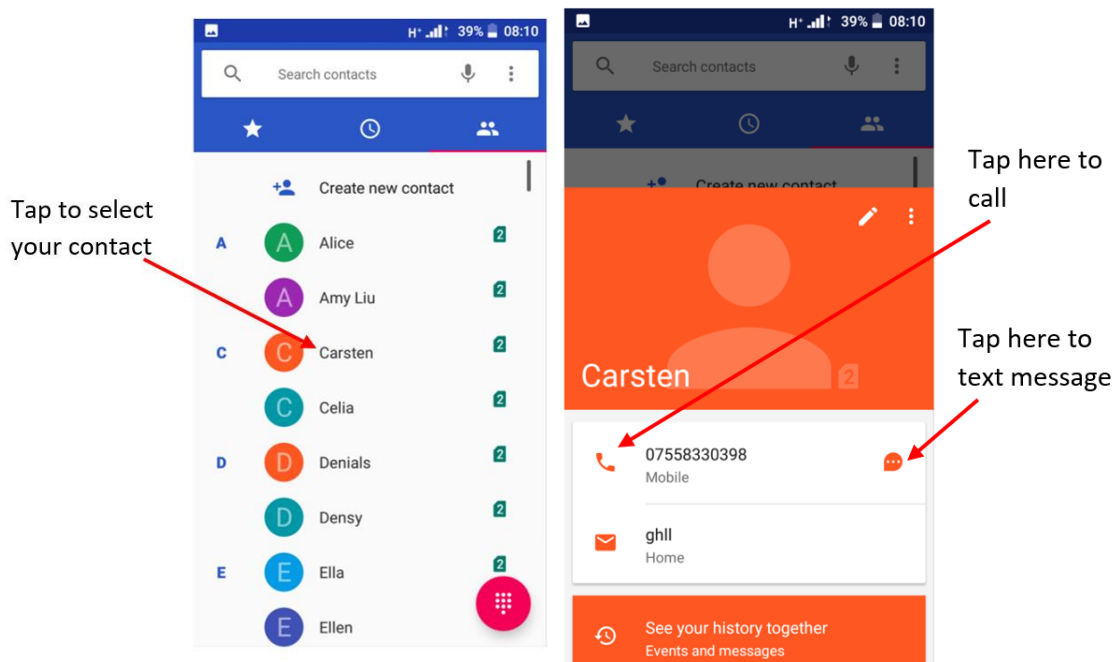 H+ 39% 08:10
Search contacts
Create new contact
Tap to select
your contact
A A Alice 2
A Amy Liu 2
C C Carsten 2
C Celia 2
D D Denials 2
D Densy 2
E E Ella 2
E Ellen
H+ 39% 08:10
Search contacts
Create new contact
Tap here to
call
Carsten 2
Tap here to
text message
07558330398
Mobile
ghll
Home
See your history together
Events and messages